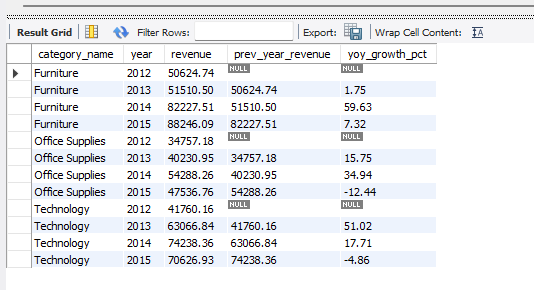 Result Grid Filter Rows: Export: Wrap Cell Content: IA
category_name year revenue prev_year_revenue yoy_growth_pct
Furniture 2012 50624.74 NULL NULL
Furniture 2013 51510.50 50624.74 1.75
Furniture 2014 82227.51 51510.50 59.63
Furniture 2015 88246.09 82227.51 7.32
Office Supplies 2012 34757.18 NULL NULL
Office Supplies 2013 40230.95 34757.18 15.75
Office Supplies 2014 54288.26 40230.95 34.94
Office Supplies 2015 47536.76 54288.26 -12.44
Technology 2012 41760.16 NULL NULL
Technology 2013 63066.84 41760.16 51.02
Technology 2014 74238.36 63066.84 17.71
Technology 2015 70626.93 74238.36 -4.86